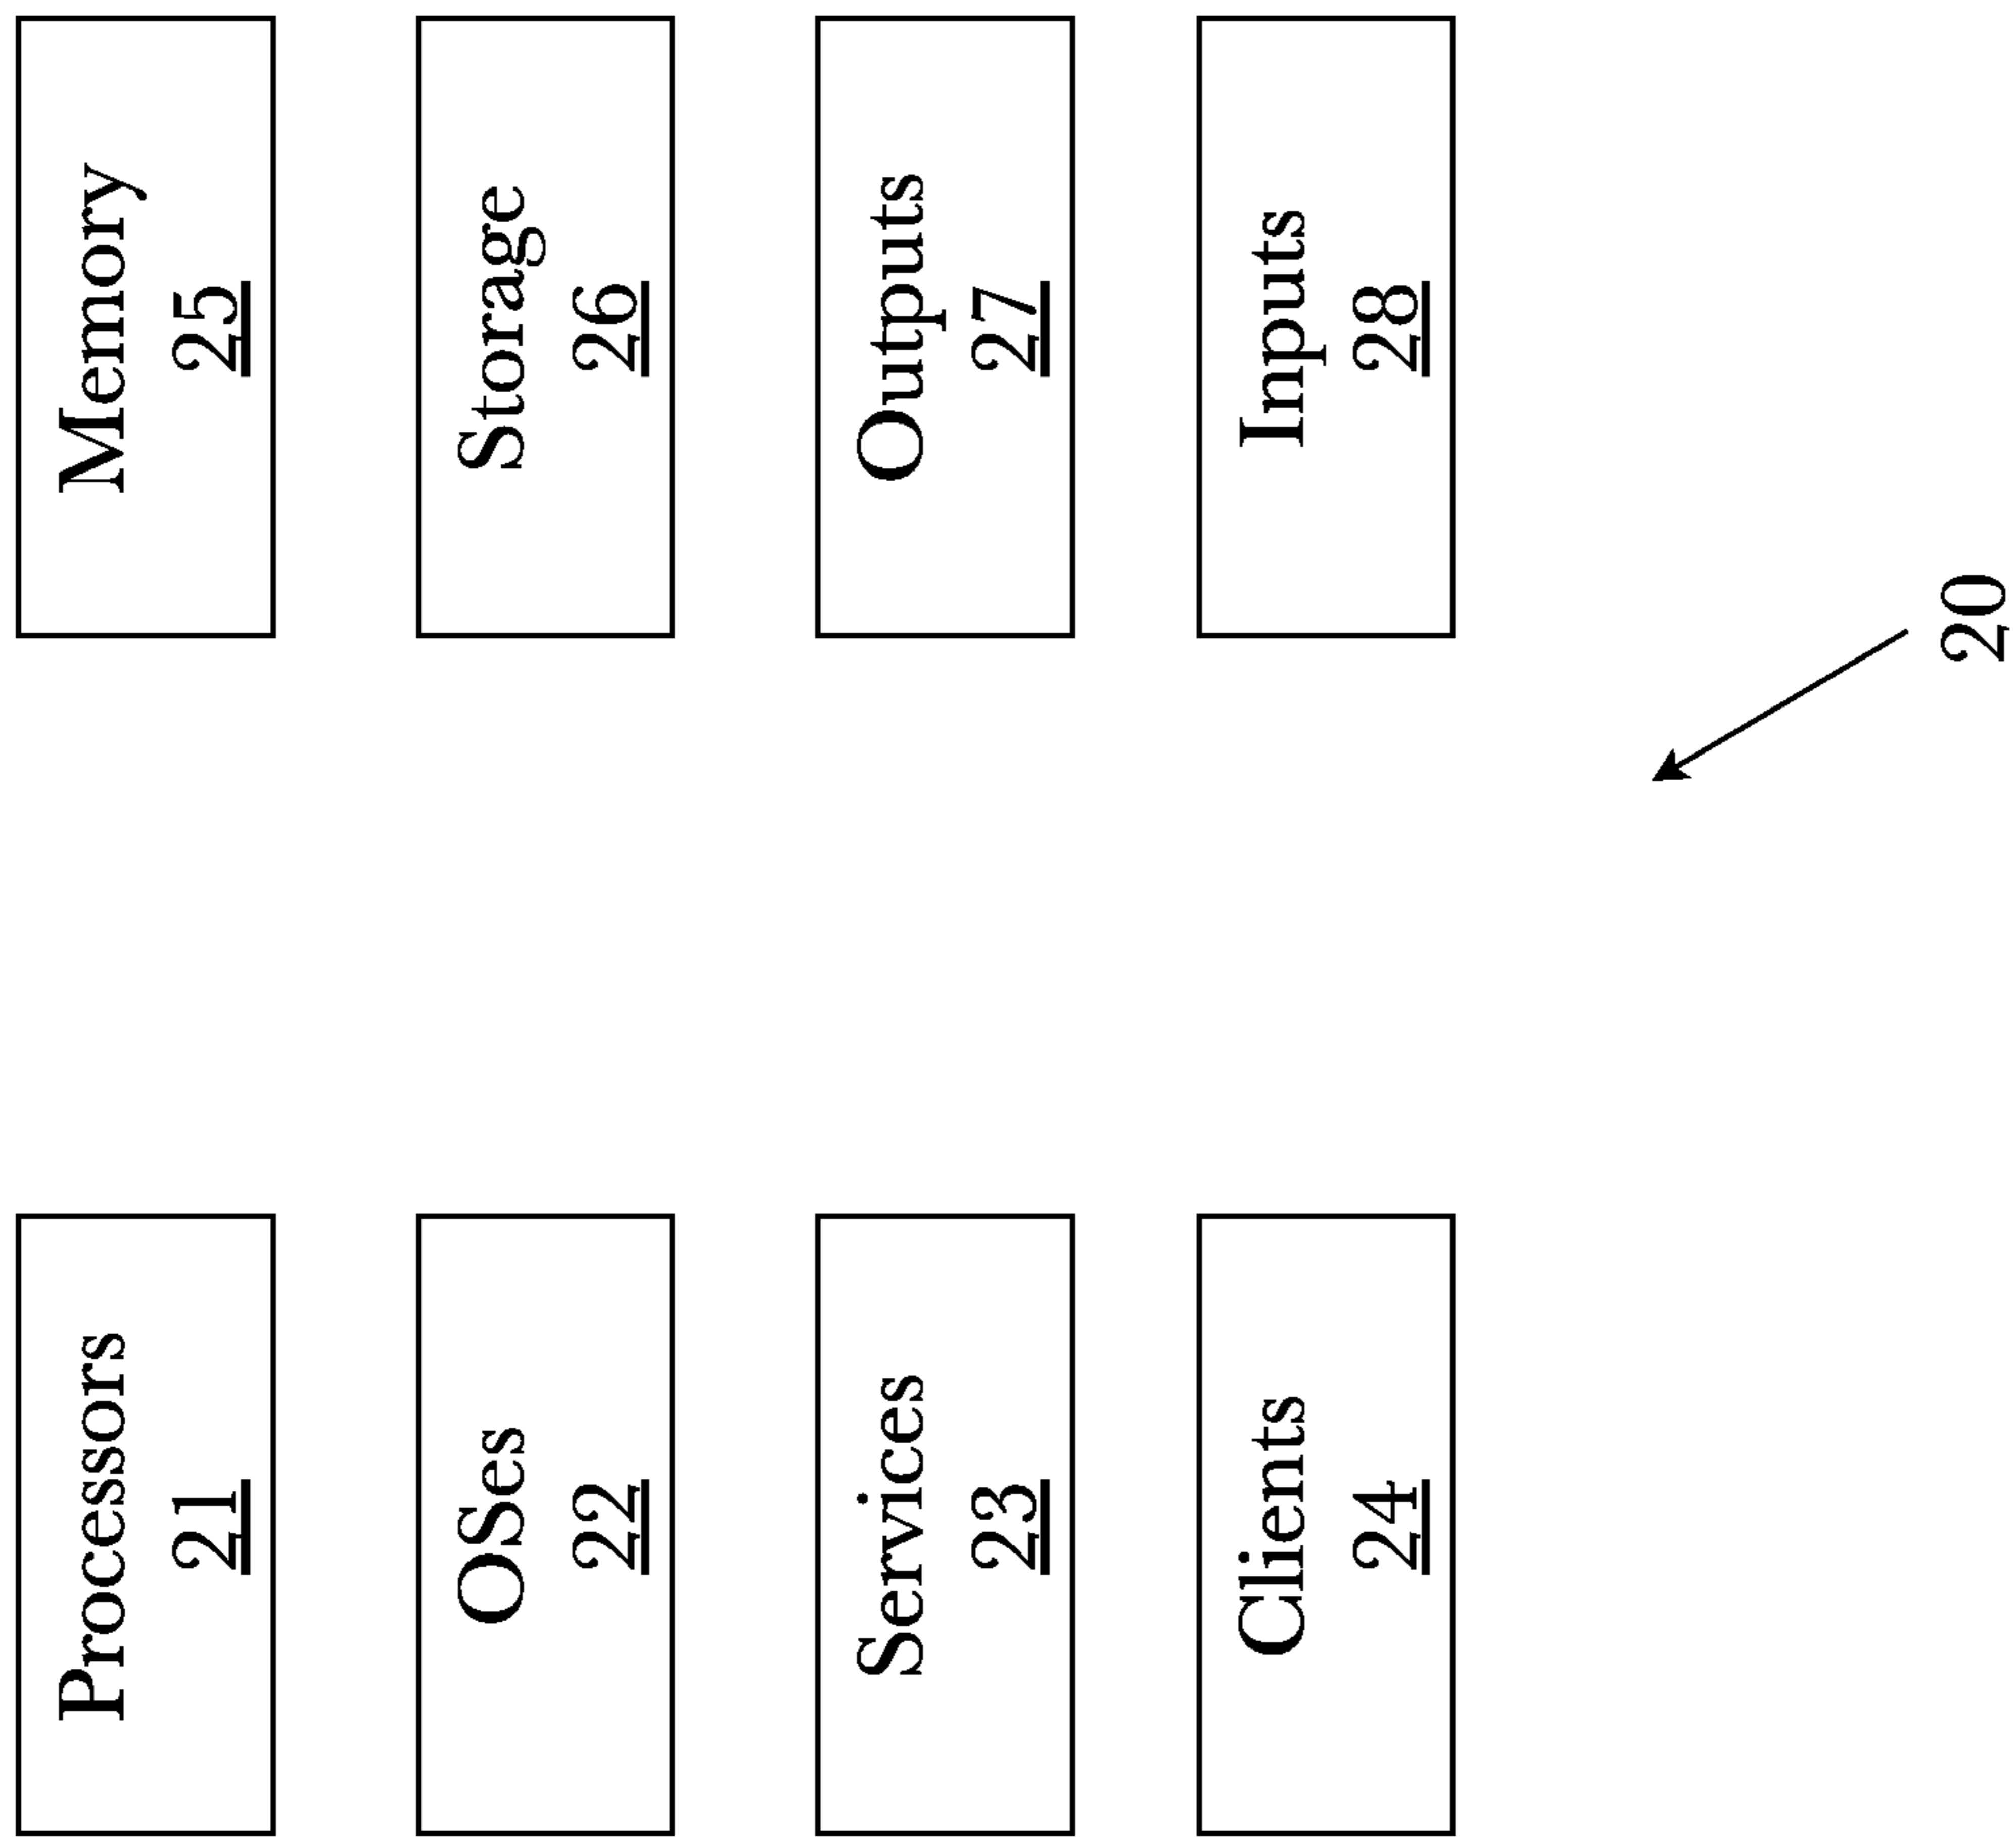 Processors
21
Memory
25
OSes
22
Storage
26
Services
23
Outputs
27
Clients
24
Inputs
28
20